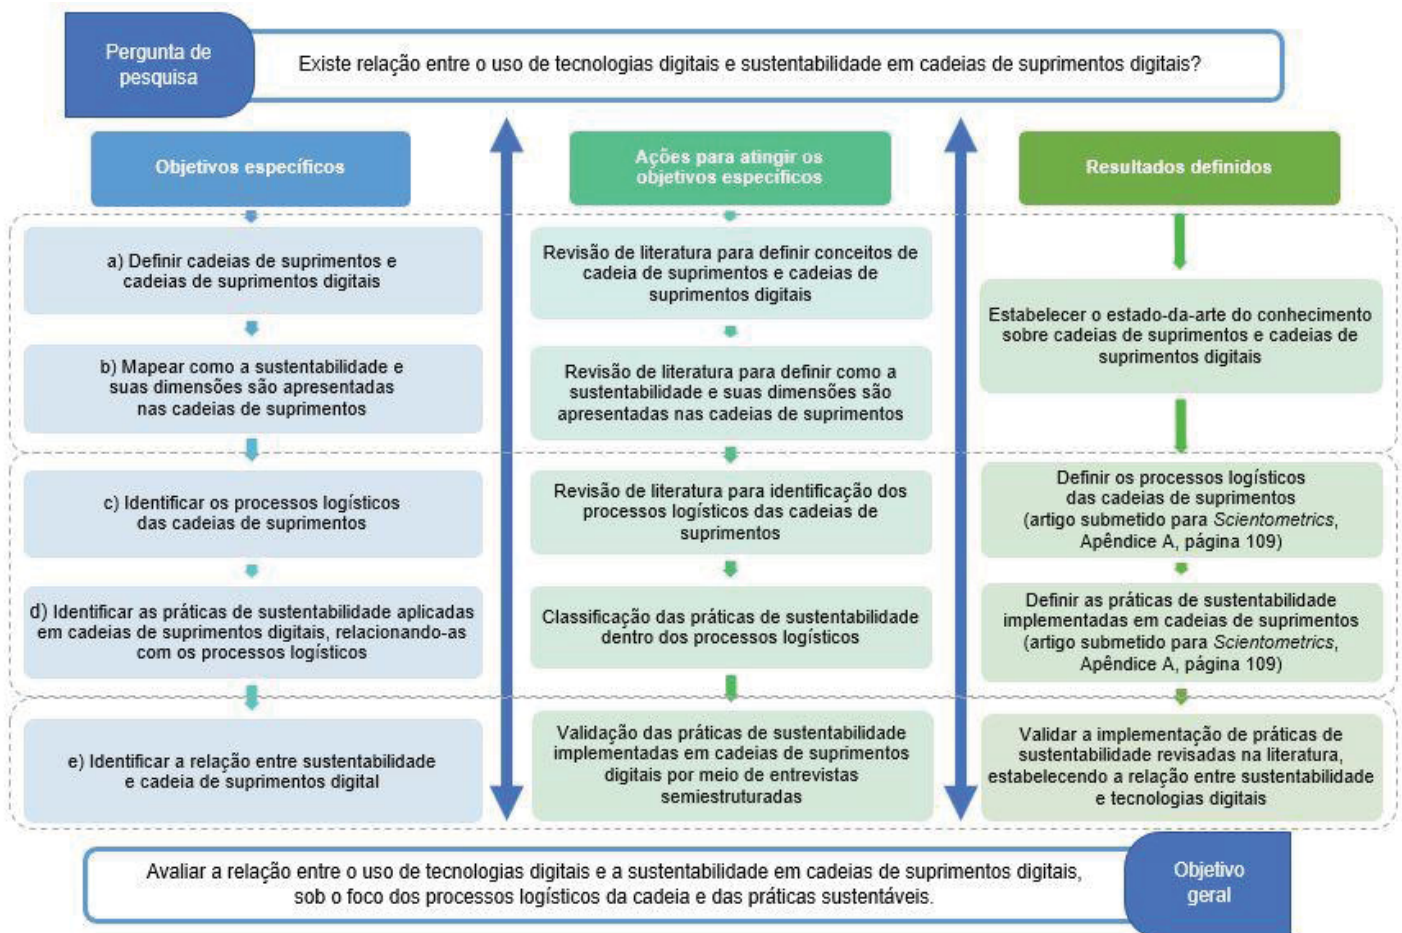 Pergunta de
pesquisa
Existe relação entre o uso de tecnologias digitais e sustentabilidade em cadeias de suprimentos digitais?
Objetivos específicos
a) Definir cadeias de suprimentos e
cadeias de suprimentos digitais
b) Mapear como a sustentabilidade e
suas dimensões são apresentadas
nas cadeias de suprimentos
c) Identificar os processos logísticos
das cadeias de suprimentos
d) Identificar as práticas de sustentabilidade aplicadas
em cadeias de suprimentos digitais, relacionando-as
com os processos logísticos
e) Identificar a relação entre sustentabilidade
e cadeia de suprimentos digital
Ações para atingir os
objetivos específicos
Revisão de literatura para definir conceitos de
cadeia de suprimentos e cadeias de
suprimentos digitais
Revisão de literatura para definir como a
sustentabilidade e suas dimensões são
apresentadas nas cadeias de suprimentos
Revisão de literatura para identificação dos
processos logísticos das cadeias de
suprimentos
Classificação das práticas de sustentabilidade
dentro dos processos logísticos
Validação das práticas de sustentabilidade
implementadas em cadeias de suprimentos
digitais por meio de entrevistas
semiestruturadas
Resultados definidos
Estabelecer o estado-da-arte do conhecimento
sobre cadeias de suprimentos e cadeias de
suprimentos digitais
Definir os processos logísticos
das cadeias de suprimentos
(artigo submetido para Scientometrics,
Apêndice A, página 109)
Definir as práticas de sustentabilidade
implementadas em cadeias de suprimentos
(artigo submetido para Scientometrics,
Apêndice A, página 109)
Validar a implementação de práticas de
sustentabilidade revisadas na literatura,
estabelecendo a relação entre sustentabilidade
e tecnologias digitais
Avaliar a relação entre o uso de tecnologias digitais e a sustentabilidade em cadeias de suprimentos digitais,
sob o foco dos processos logísticos da cadeia e das práticas sustentáveis.
Objetivo
geral